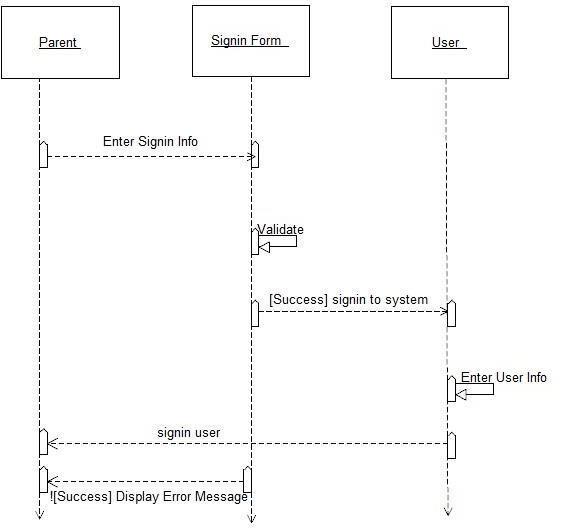 Parent
Signin Form
User
Enter Signin Info
Validate
[Success] signin to system
Enter User Info
signin user
![Success] Display Error Message